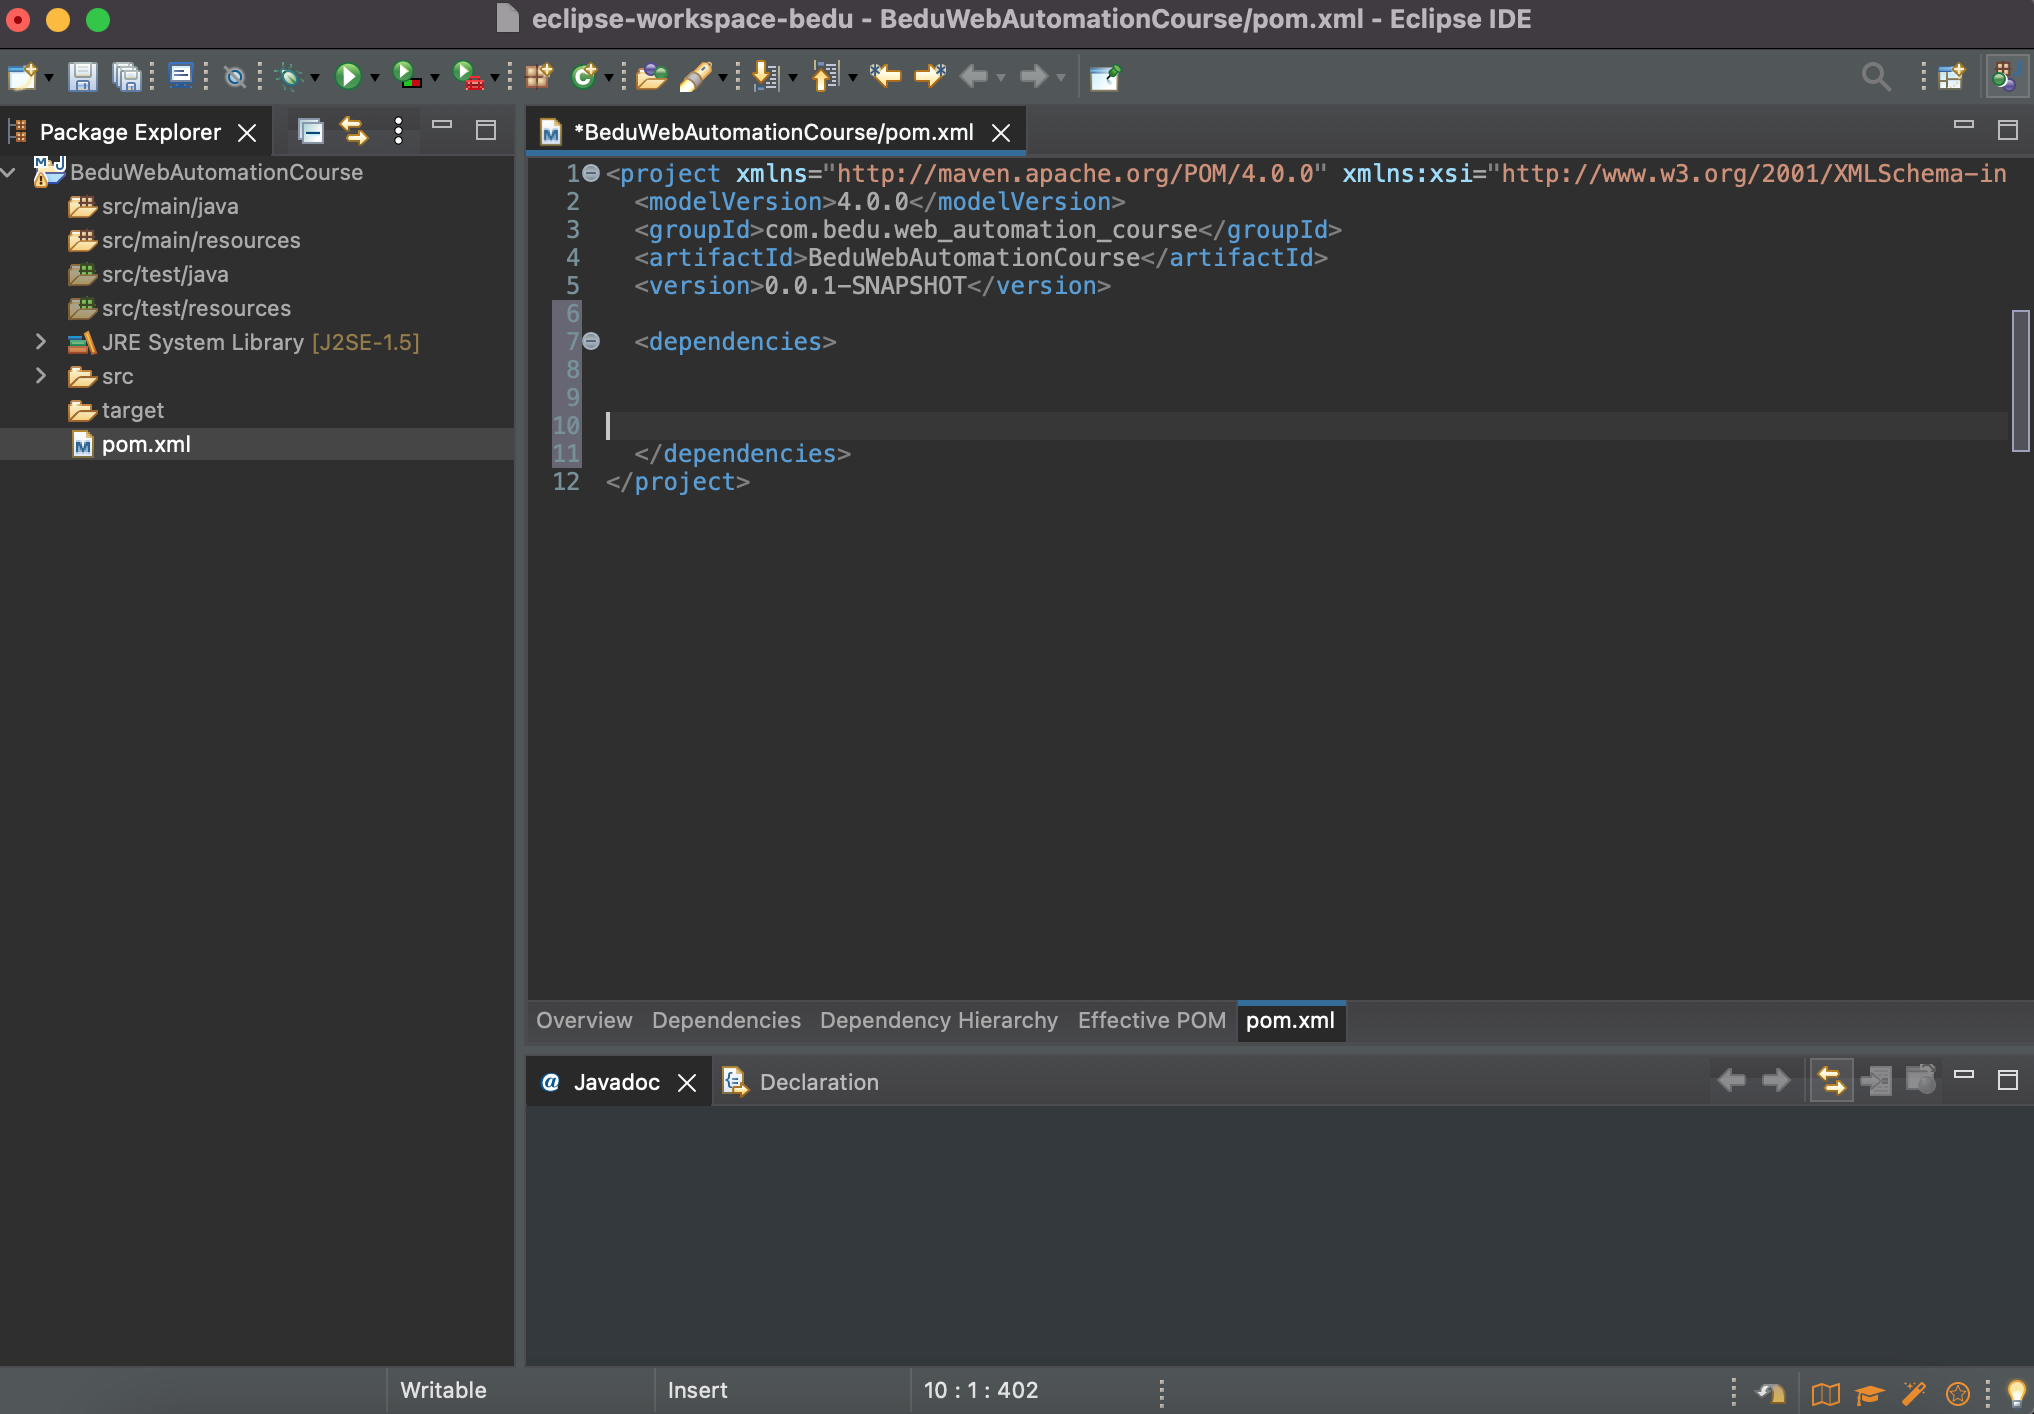 eclipse-workspace-bedu - BeduWebAutomationCourse/pom.xml - Eclipse IDE
Package Explorer
BeduWebAutomationCourse
src/main/java
src/main/resources
src/test/java
src/test/resources
JRE System Library [J2SE-1.5]
src
target
pom.xml
*BeduWebAutomationCourse/pom.xml
1 <project xmlns="http://maven.apache.org/POM/4.0.0" xmlns:xsi="http://www.w3.org/2001/XMLSchema-in
2 <modelVersion>4.0.0</modelVersion>
3 <groupId>com.bedu.web_automation_course</groupId>
4 <artifactId>BeduWebAutomationCourse</artifactId>
5 <version>0.0.1-SNAPSHOT</version>
6
7 <dependencies>
8
9
10
11 </dependencies>
12 </project>
Overview Dependencies Dependency Hierarchy Effective POM pom.xml
@ Javadoc Declaration
Writable Insert 10 : 1 : 402